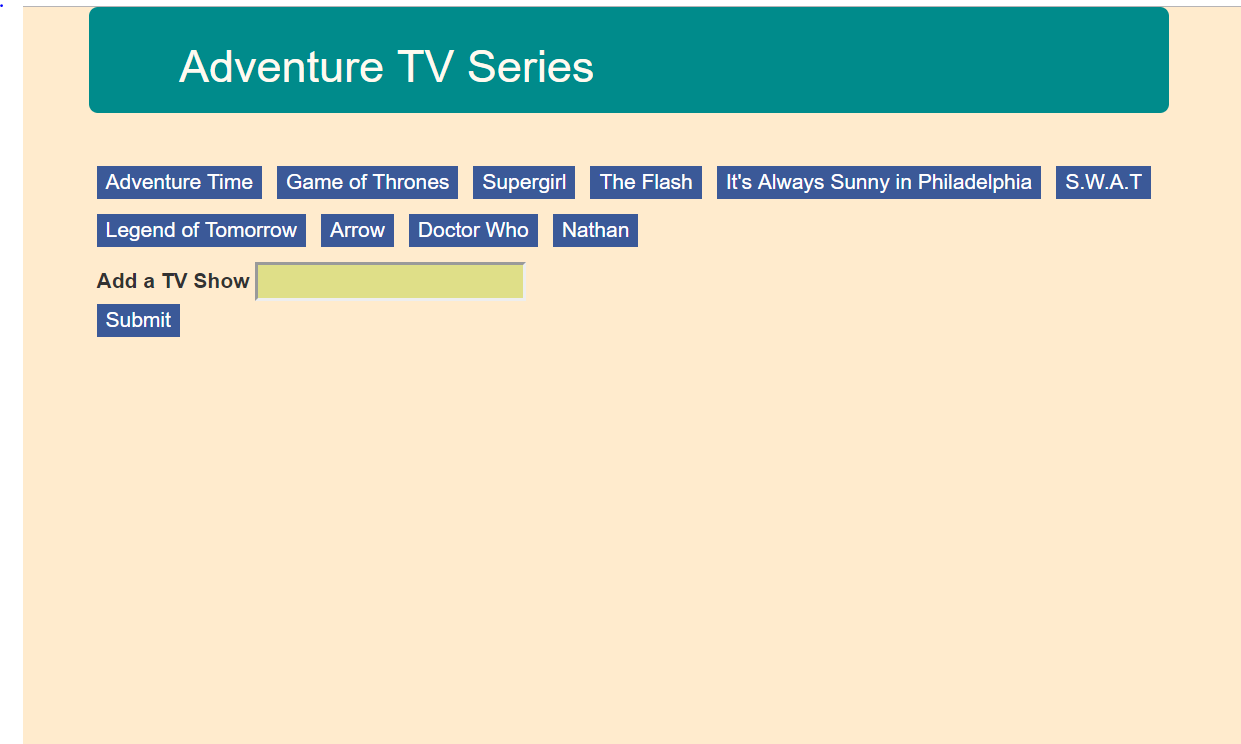 Adventure TV Series
Adventure Time Game of Thrones Supergirl The Flash It's Always Sunny in Philadelphia S.W.A.T
Legend of Tomorrow Arrow Doctor Who Nathan
Add a TV Show
Submit